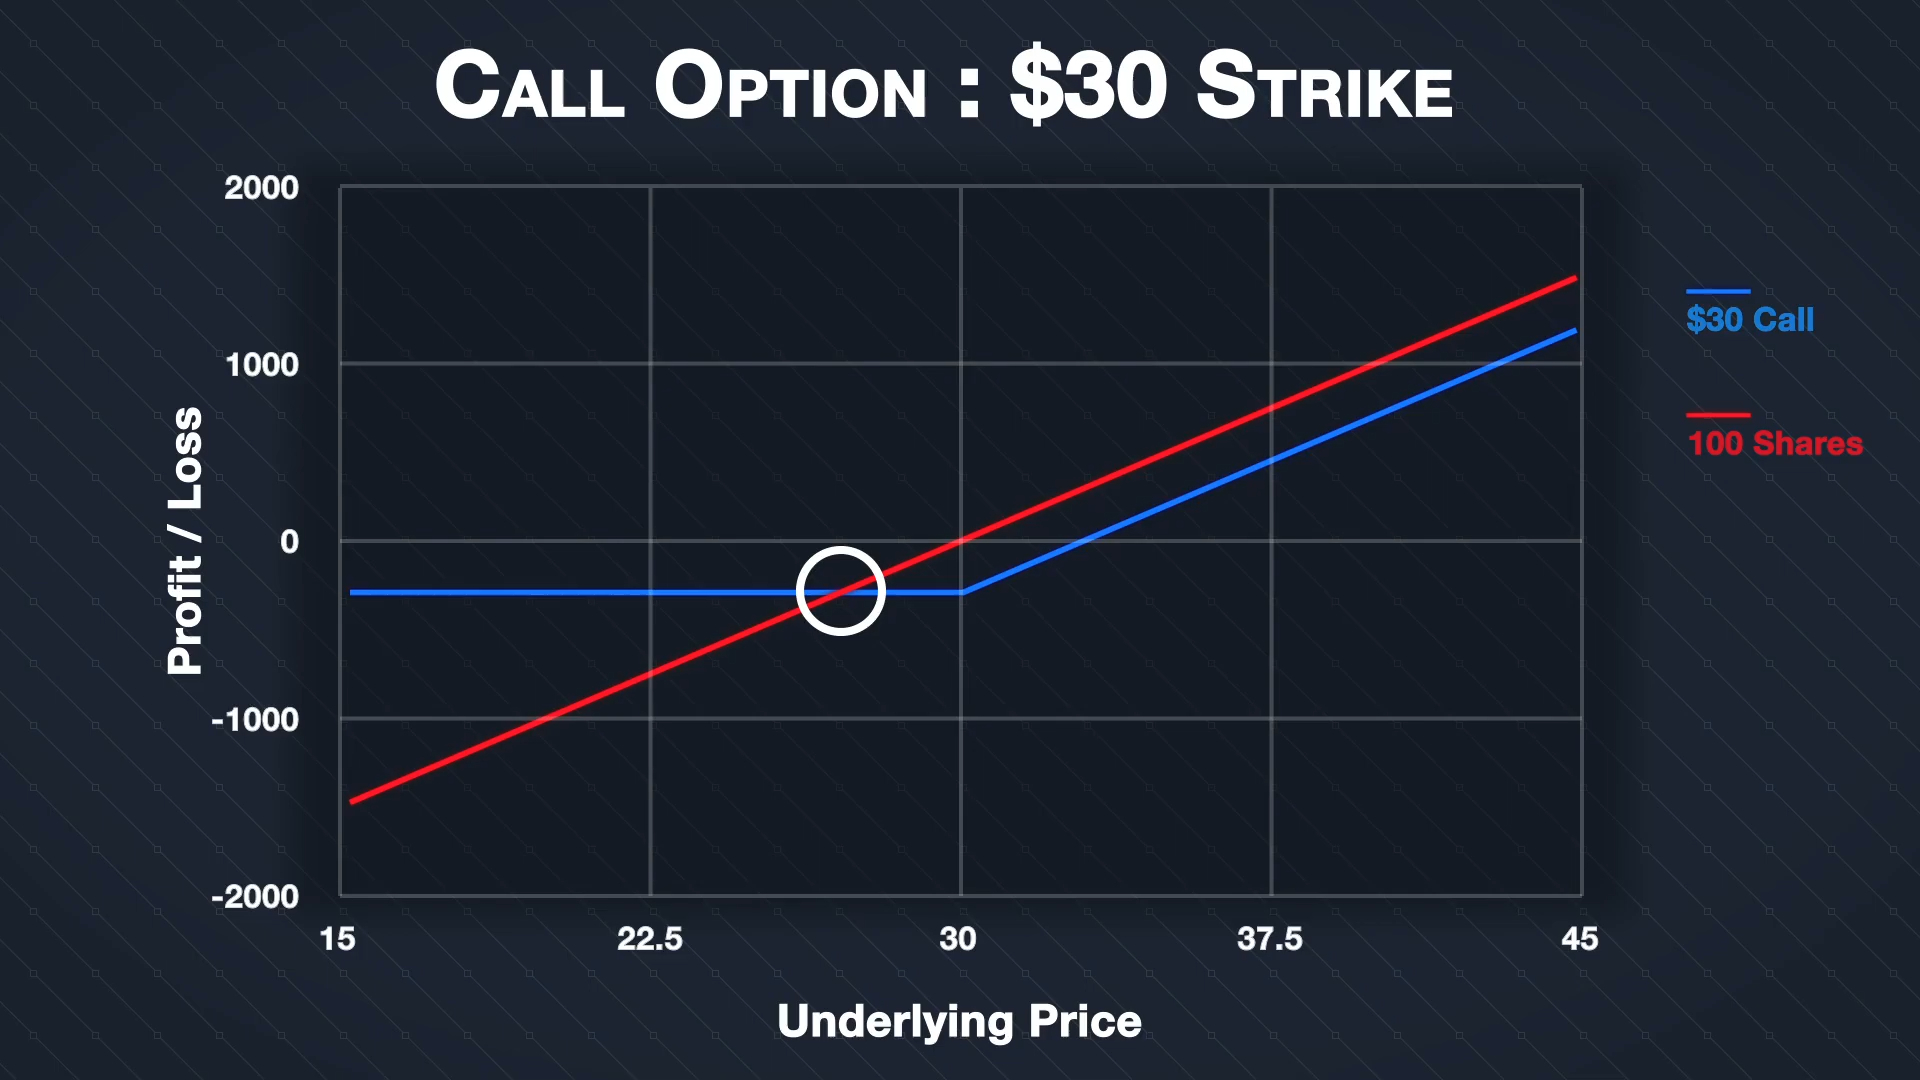 Call Option : $30 Strike
2000
1000
0
-1000
-2000
Profit / Loss
15
22.5
30
37.5
45
Underlying Price
$30 Call
100 Shares